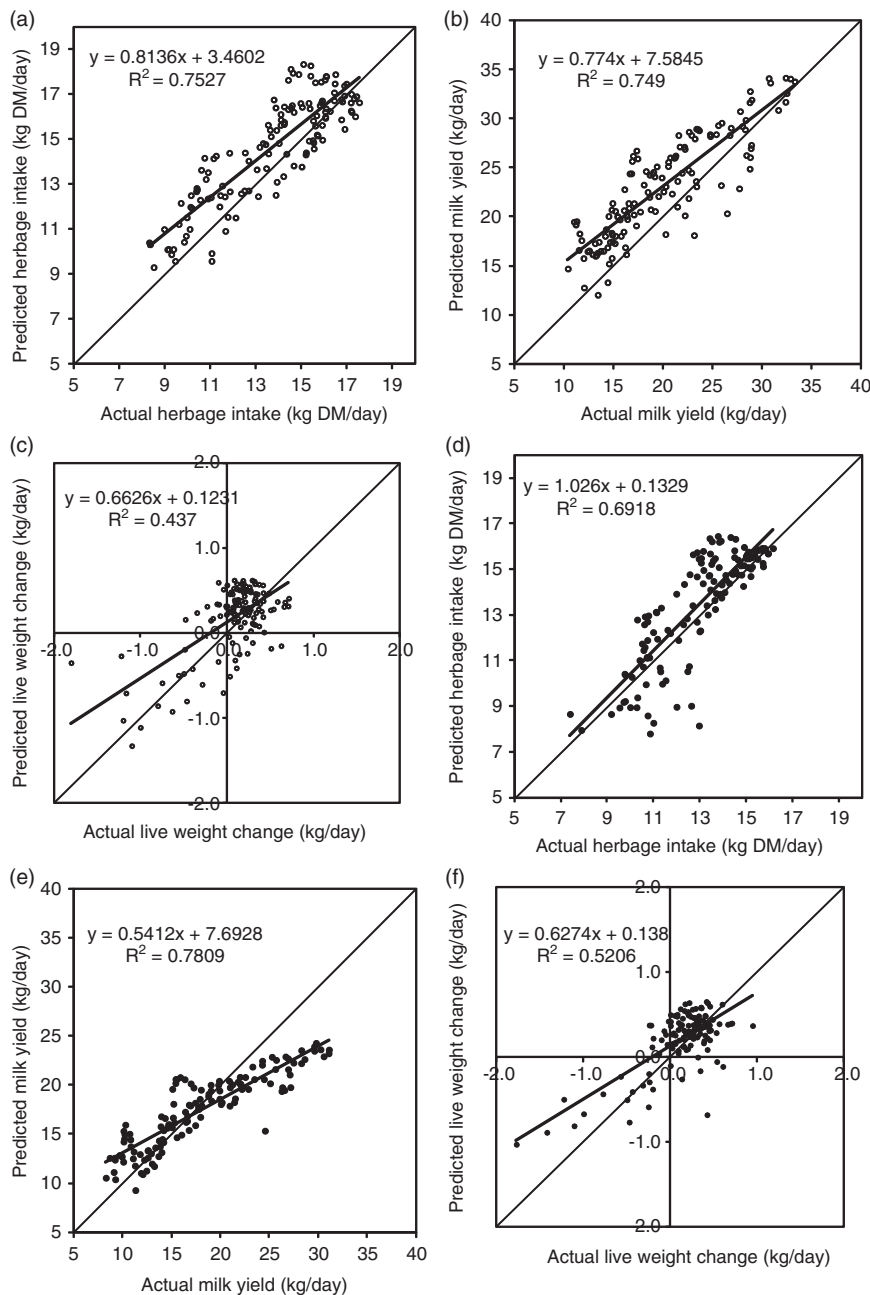 (a)
19
17
15
13
11
9
7
5
y = 0.8136x + 3.4602
R² = 0.7527
Predicted herbage intake (kg DM/day)
5 7 9 11 13 15 17 19
Actual herbage intake (kg DM/day)
(b)
40
35
30
25
20
15
10
5
y = 0.774x + 7.5845
R² = 0.749
Predicted milk yield (kg/day)
5 10 15 20 25 30 35 40
Actual milk yield (kg/day)
(c)
2.0
y = 0.6626x + 0.1231
R² = 0.437
1.0
0.0
-2.0 -1.0 0.0 1.0 2.0
-1.0
-2.0
Predicted live weight change (kg/day)
Actual live weight change (kg/day)
(d)
19
17
15
13
11
9
7
5
y = 1.026x + 0.1329
R² = 0.6918
Predicted herbage intake (kg DM/day)
5 7 9 11 13 15 17 19
Actual herbage intake (kg DM/day)
(e)
40
35
30
25
20
15
10
5
y = 0.5412x + 7.6928
R² = 0.7809
Predicted milk yield (kg/day)
5 10 15 20 25 30 35 40
Actual milk yield (kg/day)
(f)
2.0
y = 0.6274x + 0.138
R² = 0.5206
1.0
0.0
-2.0 -1.0 0.0 1.0 2.0
-1.0
2.0
Predicted live weight change (kg/day)
Actual live weight change (kg/day)